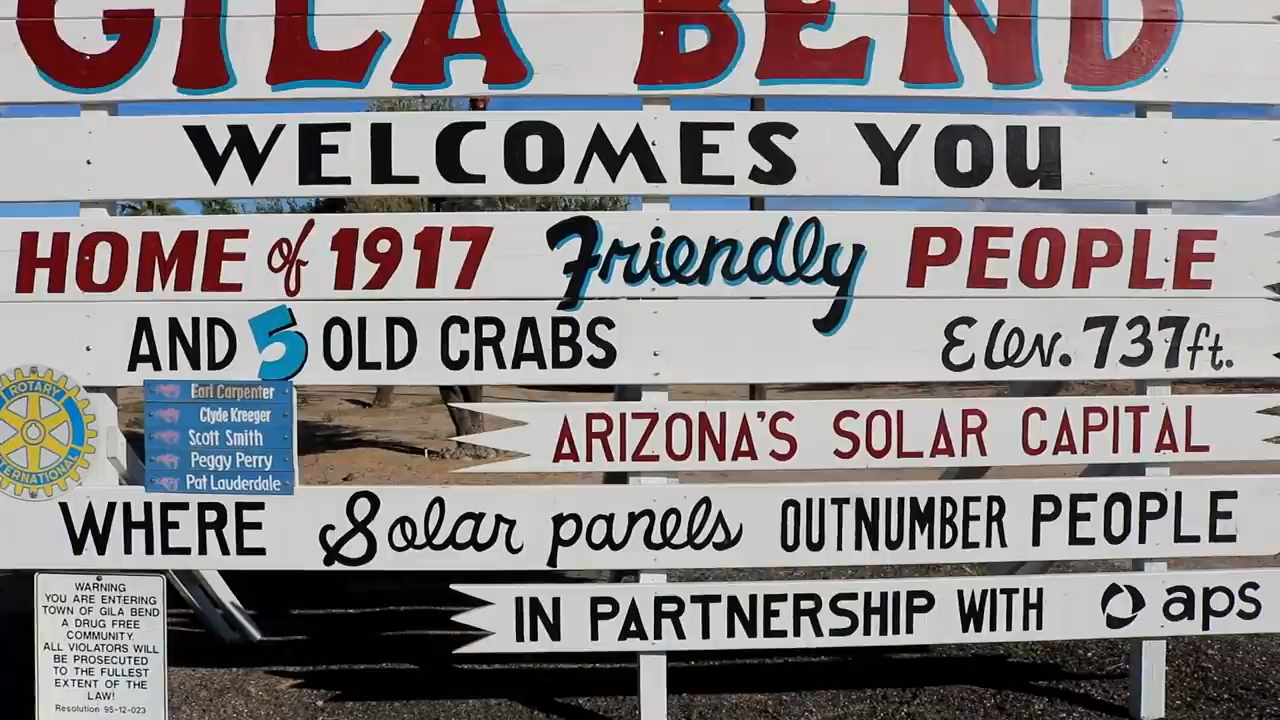 GILA BEND
WELCOMES YOU
HOME of 1917 Friendly PEOPLE
AND 5 OLD CRABS
Elev. 737ft.
ROTARY
INTERNATIONAL
Earl Carpenter
Clyde Kreeger
Scott Smith
Peggy Perry
Pat Lauderdale
ARIZONA'S SOLAR CAPITAL
WHERE Solar panels OUTNUMBER PEOPLE
IN PARTNERSHIP WITH aps
WARNING
YOU ARE ENTERING
TOWN OF GILA BEND
A DRUG FREE
COMMUNITY.
ALL VIOLATORS WILL
BE PROSECUTED
TO THE FULLEST
EXTENT OF THE
LAW!
Resolution 95-12-023